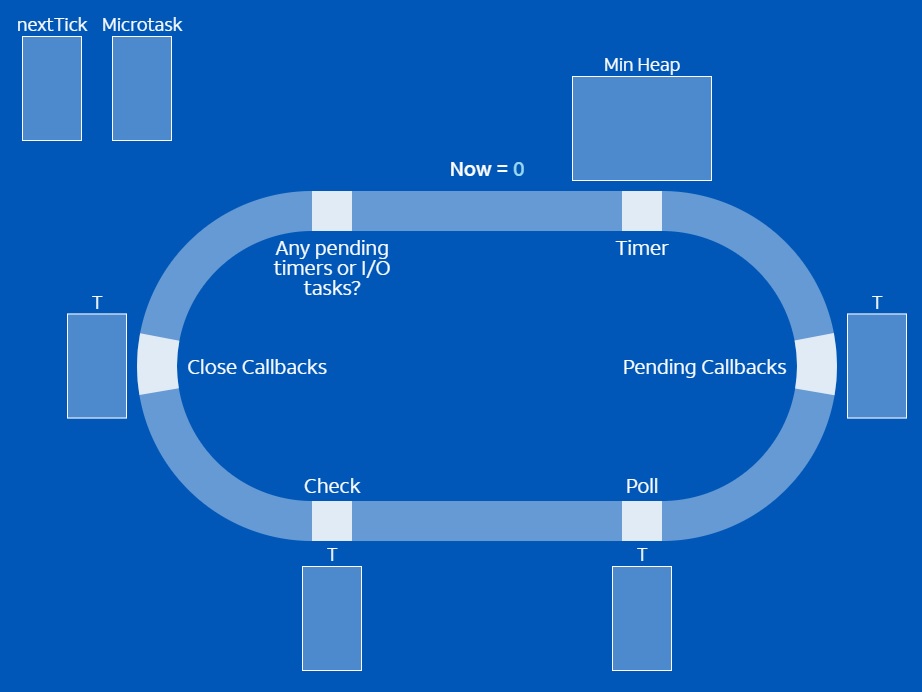 nextTick
Microtask
Min Heap
Now = 0
Any pending
timers or I/O
tasks?
Timer
T
T
Close Callbacks
Pending Callbacks
Check
Poll
T
T